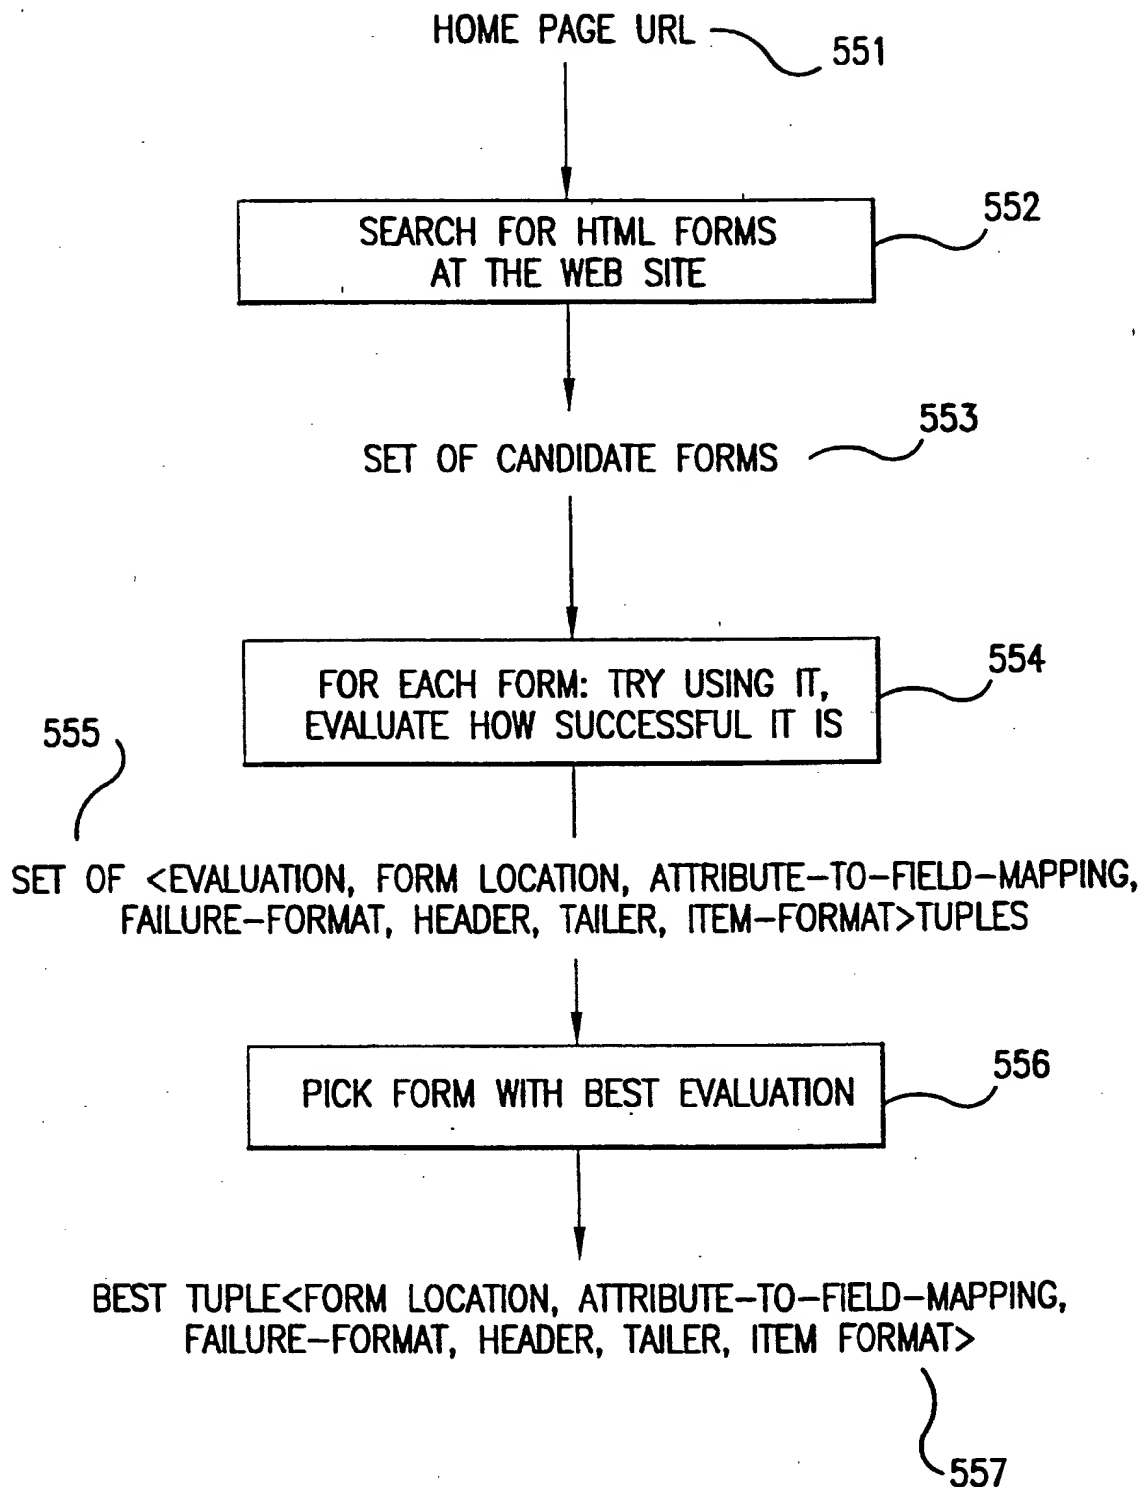 HOME PAGE URL
551
SEARCH FOR HTML FORMS
AT THE WEB SITE
552
SET OF CANDIDATE FORMS
553
FOR EACH FORM: TRY USING IT,
EVALUATE HOW SUCCESSFUL IT IS
554
555
SET OF <EVALUATION, FORM LOCATION, ATTRIBUTE-TO-FIELD-MAPPING,
FAILURE-FORMAT, HEADER, TAILER, ITEM-FORMAT>TUPLES
PICK FORM WITH BEST EVALUATION
556
BEST TUPLE<FORM LOCATION, ATTRIBUTE-TO-FIELD-MAPPING,
FAILURE-FORMAT, HEADER, TAILER, ITEM FORMAT>
557